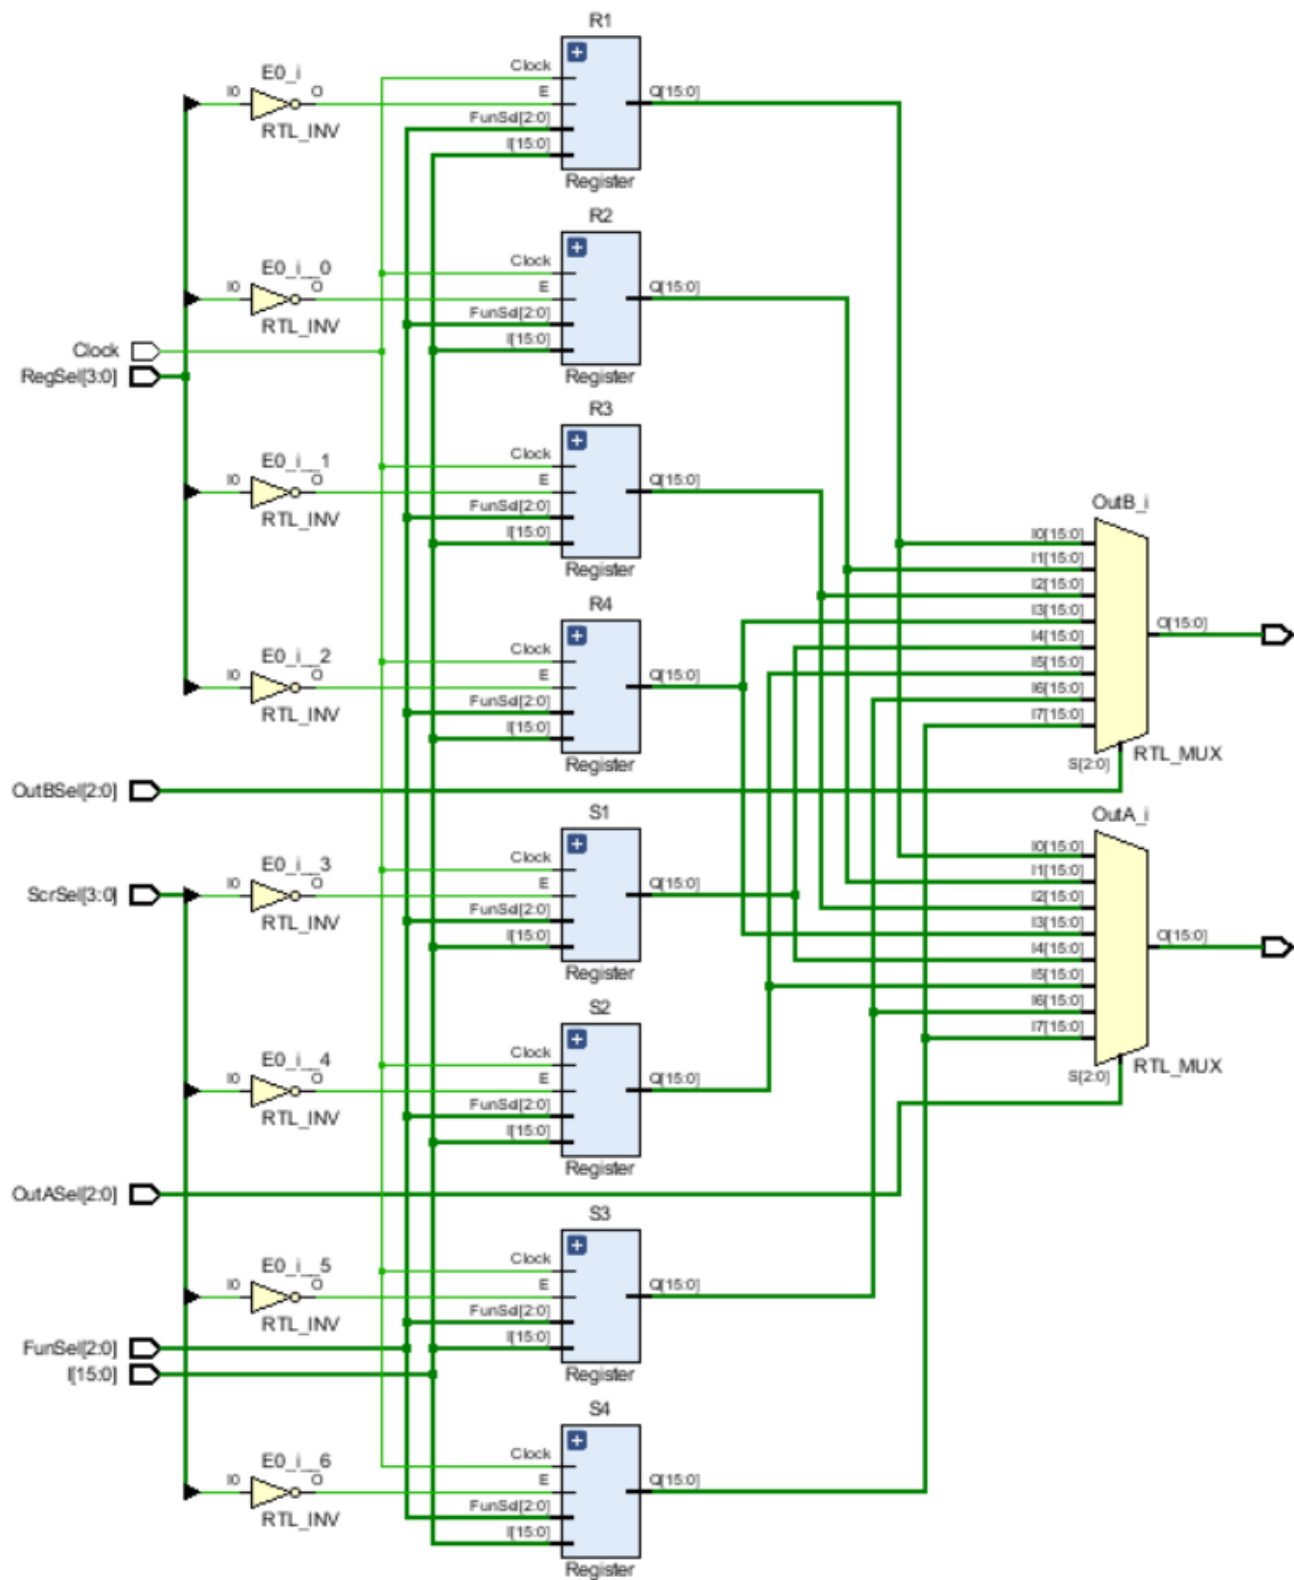 R1
E0_i
I0 O
RTL_INV
Clock
E
FunSel[2:0]
I[15:0]
Q[15:0]
Register
R2
E0_i__0
I0 O
RTL_INV
Clock
E
FunSel[2:0]
I[15:0]
Q[15:0]
Register
Clock
RegSel[3:0]
R3
E0_i__1
I0 O
RTL_INV
Clock
E
FunSel[2:0]
I[15:0]
Q[15:0]
Register
R4
E0_i__2
I0 O
RTL_INV
Clock
E
FunSel[2:0]
I[15:0]
Q[15:0]
Register
OutB_i
I0[15:0]
I1[15:0]
I2[15:0]
I3[15:0]
I4[15:0]
I5[15:0]
I6[15:0]
I7[15:0]
S[2:0]
O[15:0]
RTL_MUX
OutBSel[2:0]
S1
E0_i__3
I0 O
RTL_INV
Clock
E
FunSel[2:0]
I[15:0]
Q[15:0]
Register
ScrSel[3:0]
OutA_i
I0[15:0]
I1[15:0]
I2[15:0]
I3[15:0]
I4[15:0]
I5[15:0]
I6[15:0]
I7[15:0]
S[2:0]
O[15:0]
RTL_MUX
S2
E0_i__4
I0 O
RTL_INV
Clock
E
FunSel[2:0]
I[15:0]
Q[15:0]
Register
OutASel[2:0]
S3
E0_i__5
I0 O
RTL_INV
Clock
E
FunSel[2:0]
I[15:0]
Q[15:0]
Register
FunSel[2:0]
I[15:0]
S4
E0_i__6
I0 O
RTL_INV
Clock
E
FunSel[2:0]
I[15:0]
Q[15:0]
Register